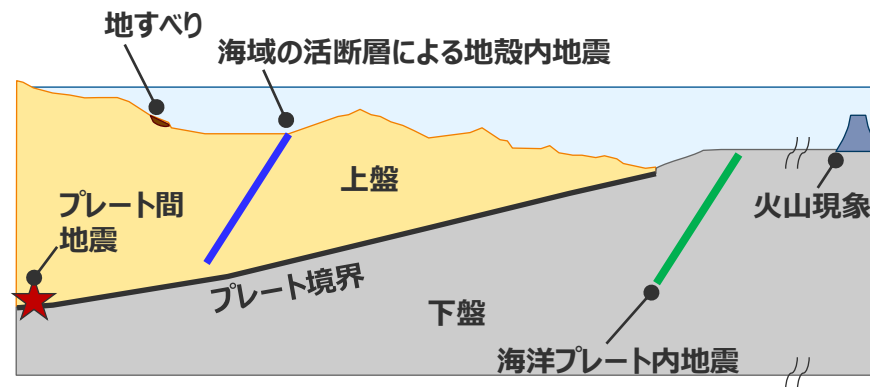 地すべり
海域の活断層による地殻内地震
上盤
プレート間
地震
火山現象
プレート境界
下盤
海洋プレート内地震